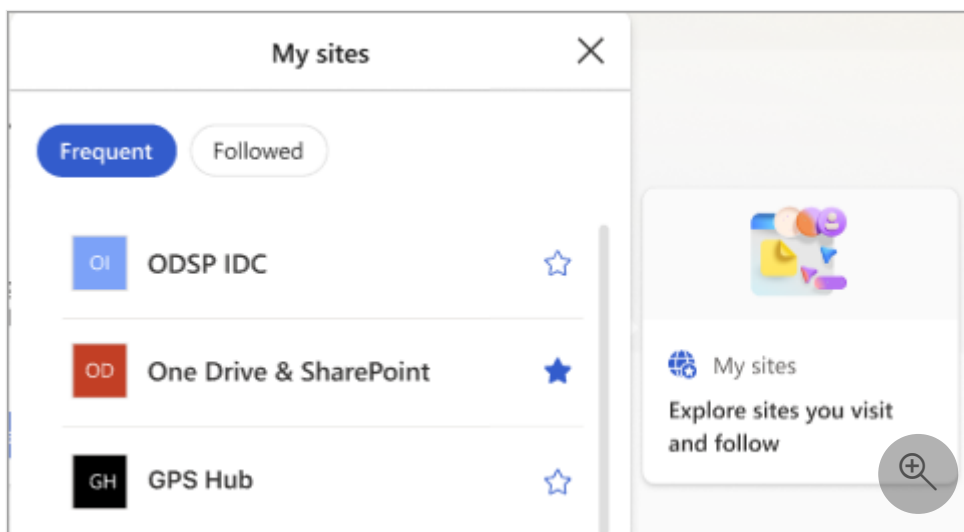 My sites
Frequent
Followed
OI
ODSP IDC
OD
One Drive & SharePoint
GH
GPS Hub
My sites
Explore sites you visit
and follow